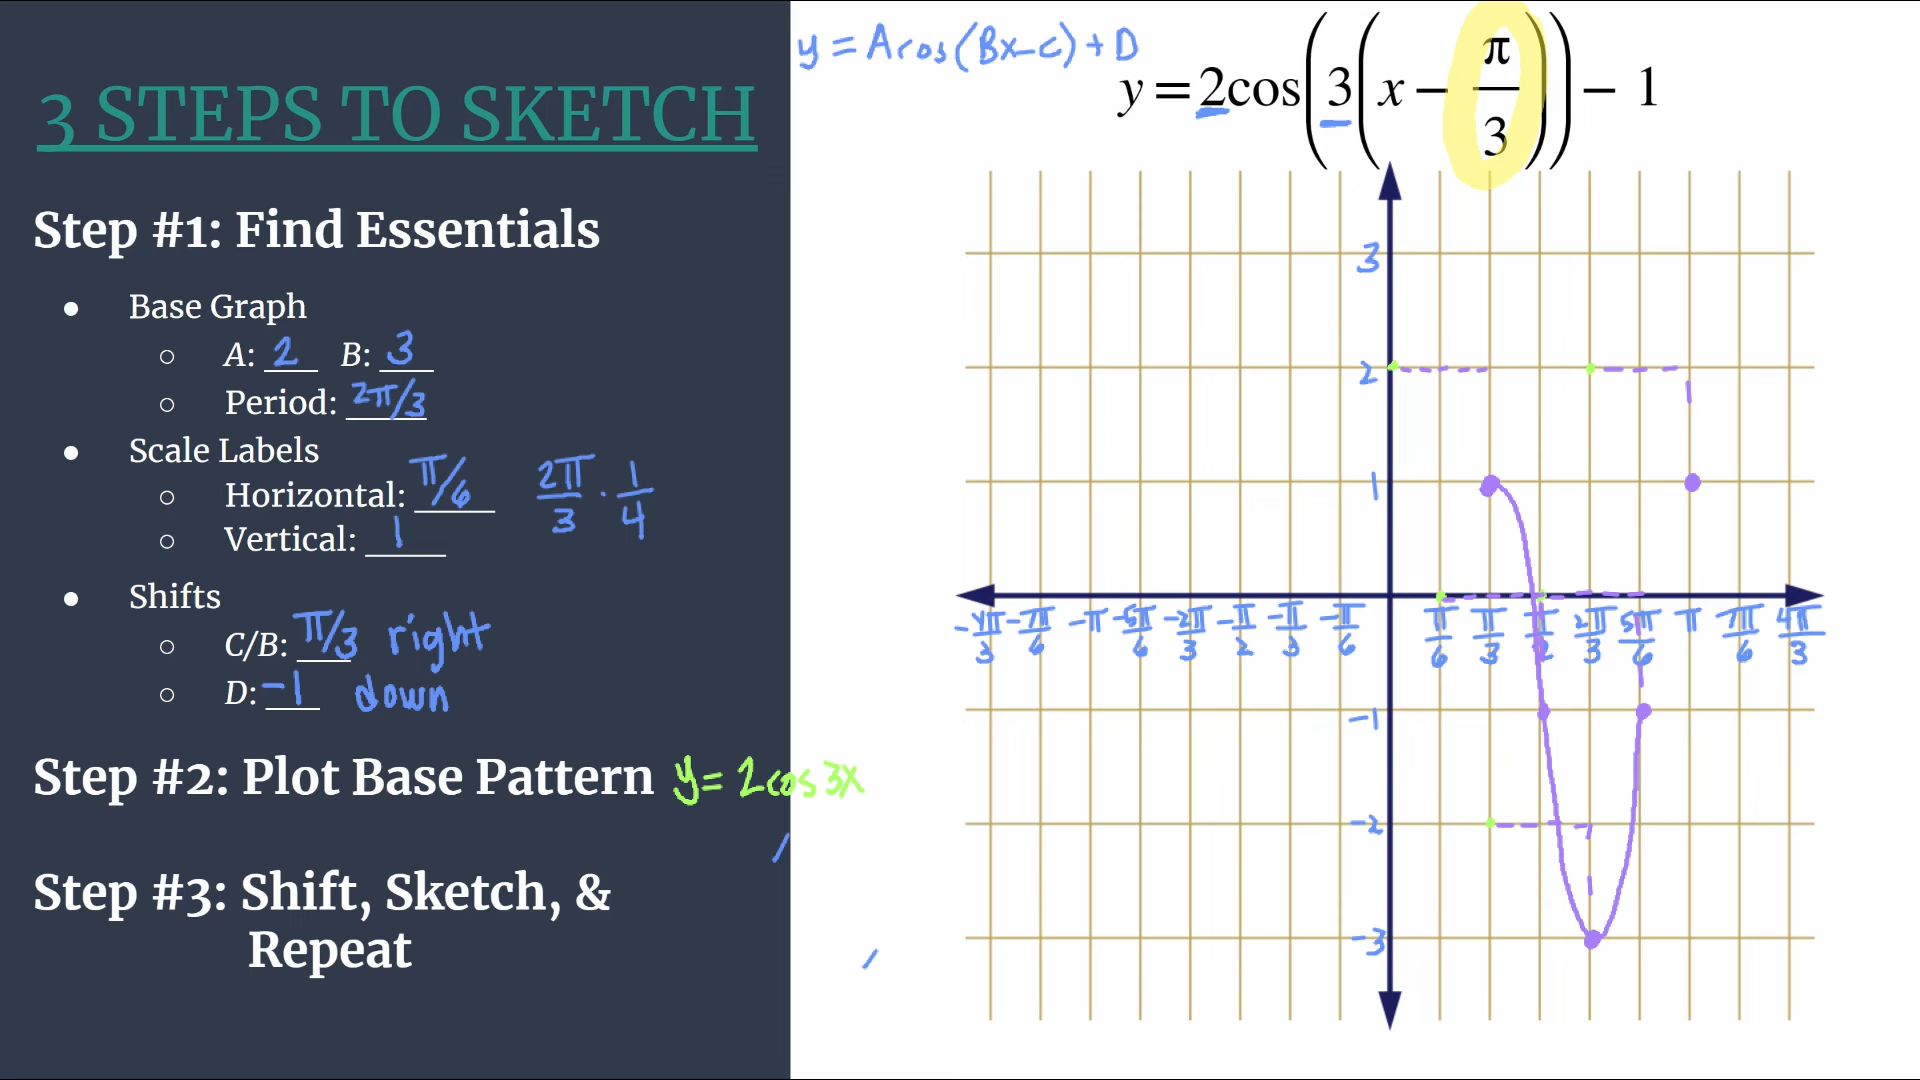 3 STEPS TO SKETCH
Step #1: Find Essentials
● Base Graph
○ A: 2 B: 3
○ Period: 2π/3
● Scale Labels
○ Horizontal: π/6 2π/3 · 1/4
○ Vertical: 1
● Shifts
○ C/B: π/3 right
○ D: -1 down
Step #2: Plot Base Pattern y = 2cos3x
Step #3: Shift, Sketch, &
Repeat
y = Acos(Bx-C)+D
y = 2cos(3(x − π/3)) − 1
3
2
1
-4π/3 -7π/6 -π -5π/6 -2π/3 -π/2 -π/3 -π/6 π/6 π/3 π/2 2π/3 5π/6 π 7π/6 4π/3
-1
-2
-3